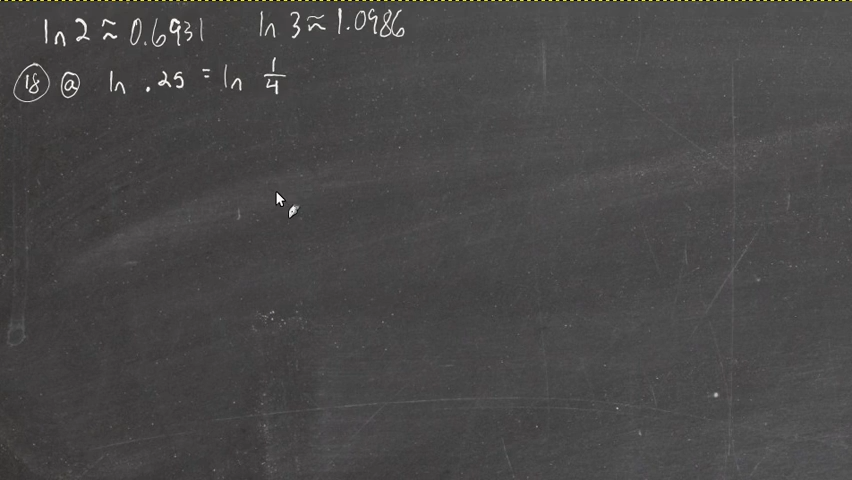 ln 2 ≈ 0.6931 ln 3 ≈ 1.0986
18 a ln .25 = ln 1/4